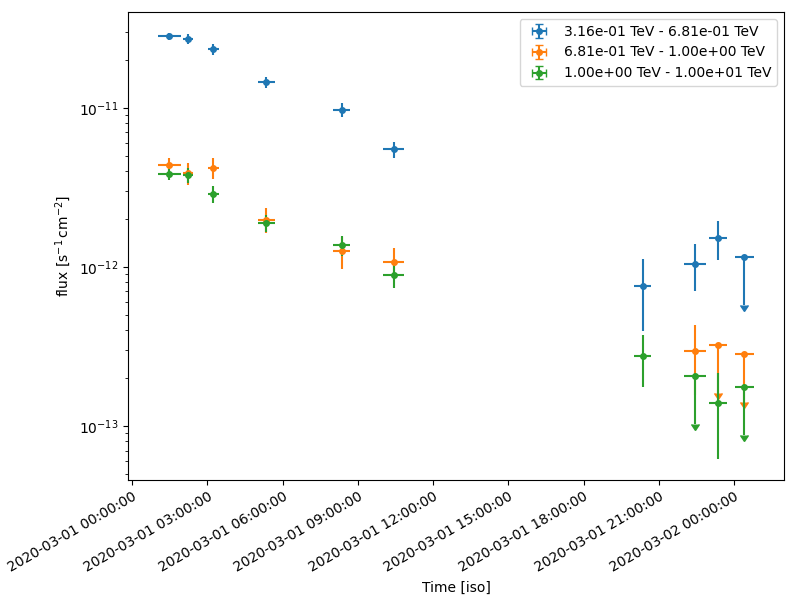 3.16e-01 TeV - 6.81e-01 TeV
6.81e-01 TeV - 1.00e+00 TeV
1.00e+00 TeV - 1.00e+01 TeV
10⁻¹¹
10⁻¹²
10⁻¹³
flux [s⁻¹ cm⁻²]
2020-03-01 00:00:00
2020-03-01 03:00:00
2020-03-01 06:00:00
2020-03-01 09:00:00
2020-03-01 12:00:00
2020-03-01 15:00:00
2020-03-01 18:00:00
2020-03-01 21:00:00
2020-03-02 00:00:00
Time [iso]